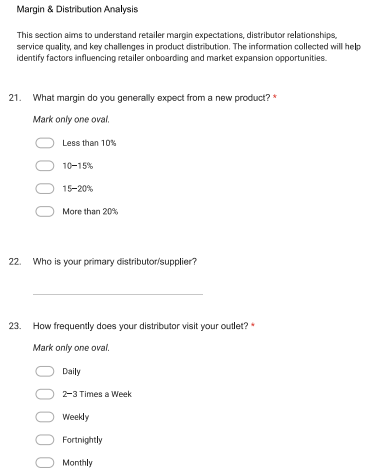 Margin & Distribution Analysis
This section aims to understand retailer margin expectations, distributor relationships,
service quality, and key challenges in product distribution. The information collected will help
identify factors influencing retailer onboarding and market expansion opportunities.
21. What margin do you generally expect from a new product? *
Mark only one oval.
Less than 10%
10–15%
15–20%
More than 20%
22. Who is your primary distributor/supplier?
23. How frequently does your distributor visit your outlet? *
Mark only one oval.
Daily
2–3 Times a Week
Weekly
Fortnightly
Monthly